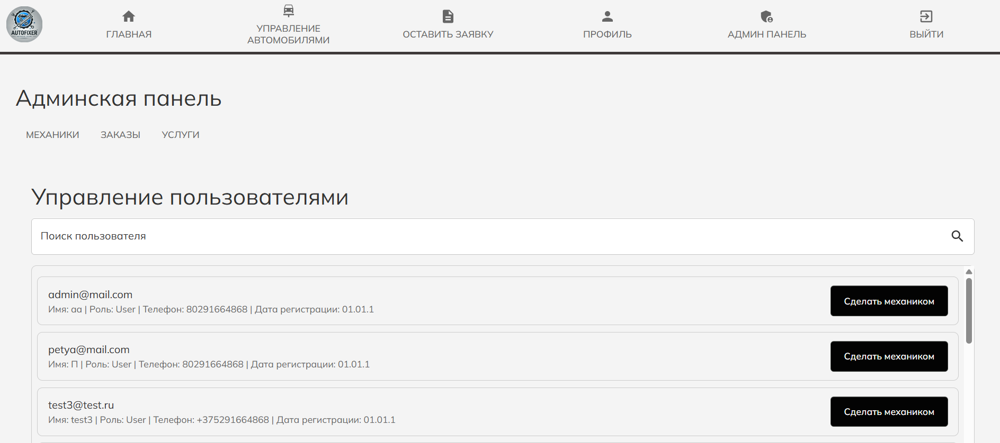 AUTOFIXER
ГЛАВНАЯ
УПРАВЛЕНИЕ
АВТОМОБИЛЯМИ
ОСТАВИТЬ ЗАЯВКУ
ПРОФИЛЬ
АДМИН ПАНЕЛЬ
ВЫЙТИ
Админская панель
МЕХАНИКИ
ЗАКАЗЫ
УСЛУГИ
Управление пользователями
Поиск пользователя
admin@mail.com
Имя: aa | Роль: User | Телефон: 80291664868 | Дата регистрации: 01.01.1
Сделать механиком
petya@mail.com
Имя: П | Роль: User | Телефон: 80291664868 | Дата регистрации: 01.01.1
Сделать механиком
test3@test.ru
Имя: test3 | Роль: User | Телефон: +375291664868 | Дата регистрации: 01.01.1
Сделать механиком